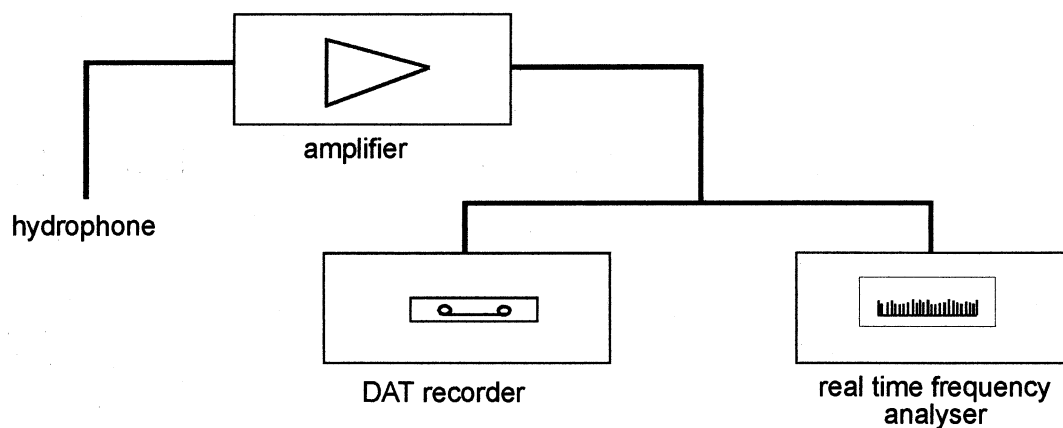 amplifier
hydrophone
DAT recorder
real time frequency
analyser